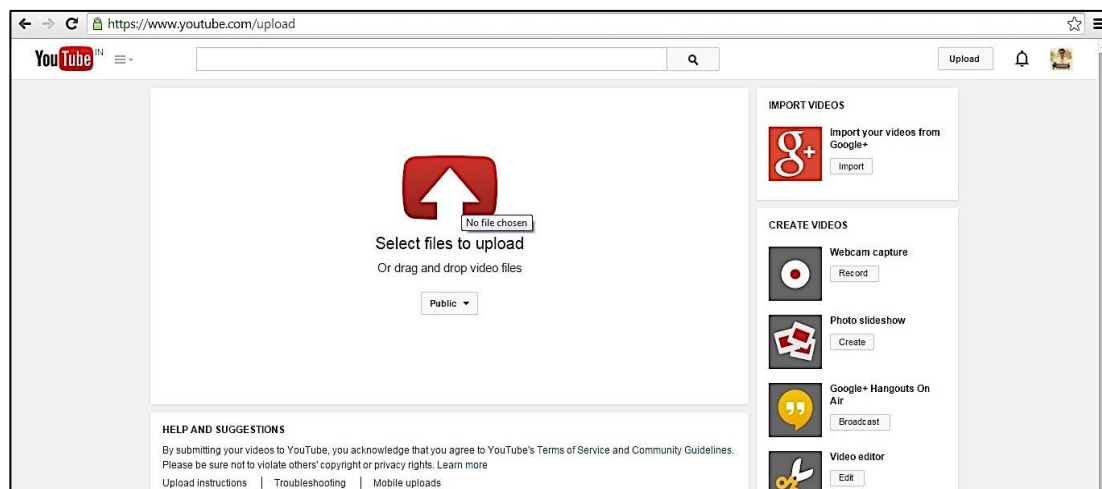 https://www.youtube.com/upload
YouTube IN
Upload
No file chosen
Select files to upload
Or drag and drop video files
Public
HELP AND SUGGESTIONS
By submitting your videos to YouTube, you acknowledge that you agree to YouTube's Terms of Service and Community Guidelines.
Please be sure not to violate others' copyright or privacy rights. Learn more
Upload instructions | Troubleshooting | Mobile uploads
IMPORT VIDEOS
g+
Import your videos from
Google+
Import
CREATE VIDEOS
Webcam capture
Record
Photo slideshow
Create
Google+ Hangouts On
Air
Broadcast
Video editor
Edit